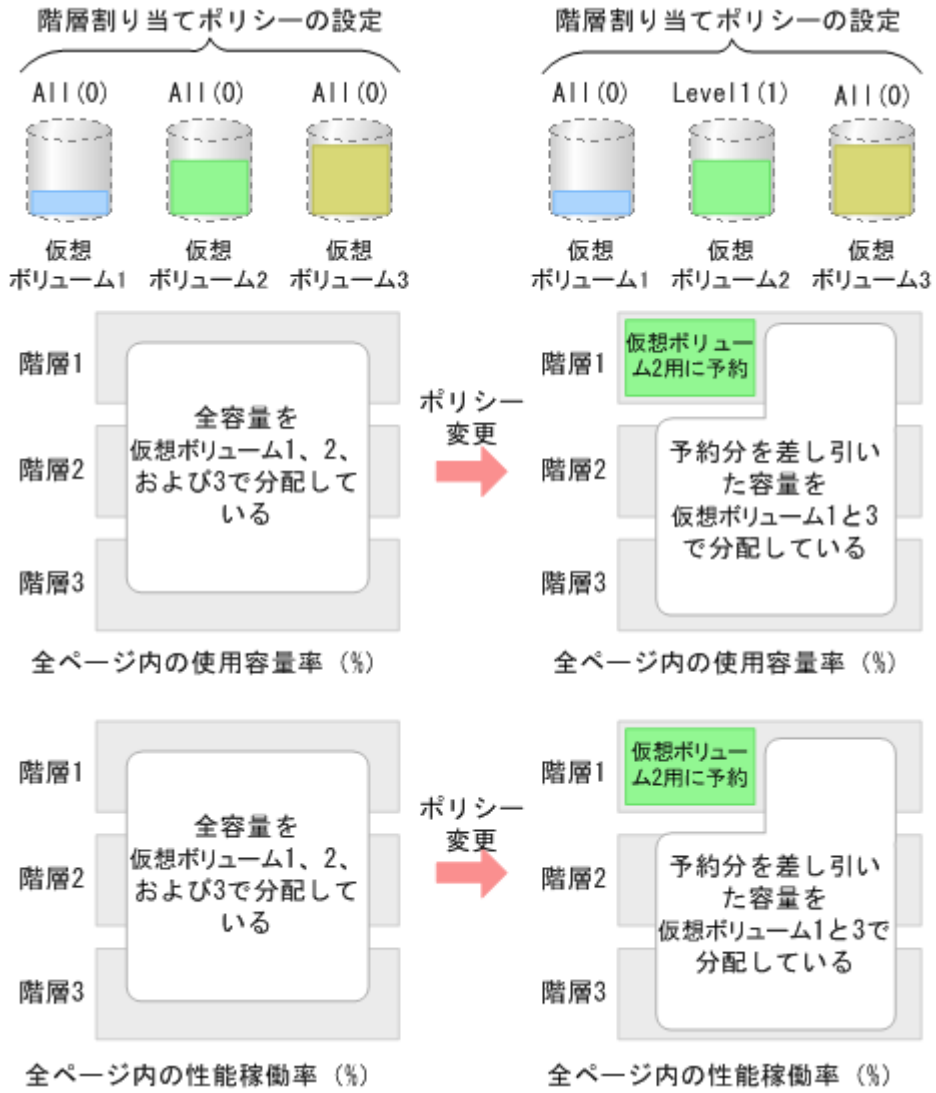 階層割り当てポリシーの設定
All(0) All(0) All(0)
仮想
ボリューム1
仮想
ボリューム2
仮想
ボリューム3
階層1
階層2
階層3
全容量を
仮想ボリューム1、2、
および3で分配して
いる
全ページ内の使用容量率 (%)
ポリシー
変更
階層割り当てポリシーの設定
All(0) Level1(1) All(0)
仮想
ボリューム1
仮想
ボリューム2
仮想
ボリューム3
階層1
仮想ボリュー
ム2用に予約
階層2
階層3
予約分を差し引い
た容量を
仮想ボリューム1と3
で分配している
全ページ内の使用容量率 (%)
階層1
階層2
階層3
全容量を
仮想ボリューム1、2、
および3で分配して
いる
全ページ内の性能稼働率 (%)
ポリシー
変更
階層1
仮想ボリュー
ム2用に予約
階層2
階層3
予約分を差し引い
た容量を
仮想ボリューム1と3で
分配している
全ページ内の性能稼働率 (%)